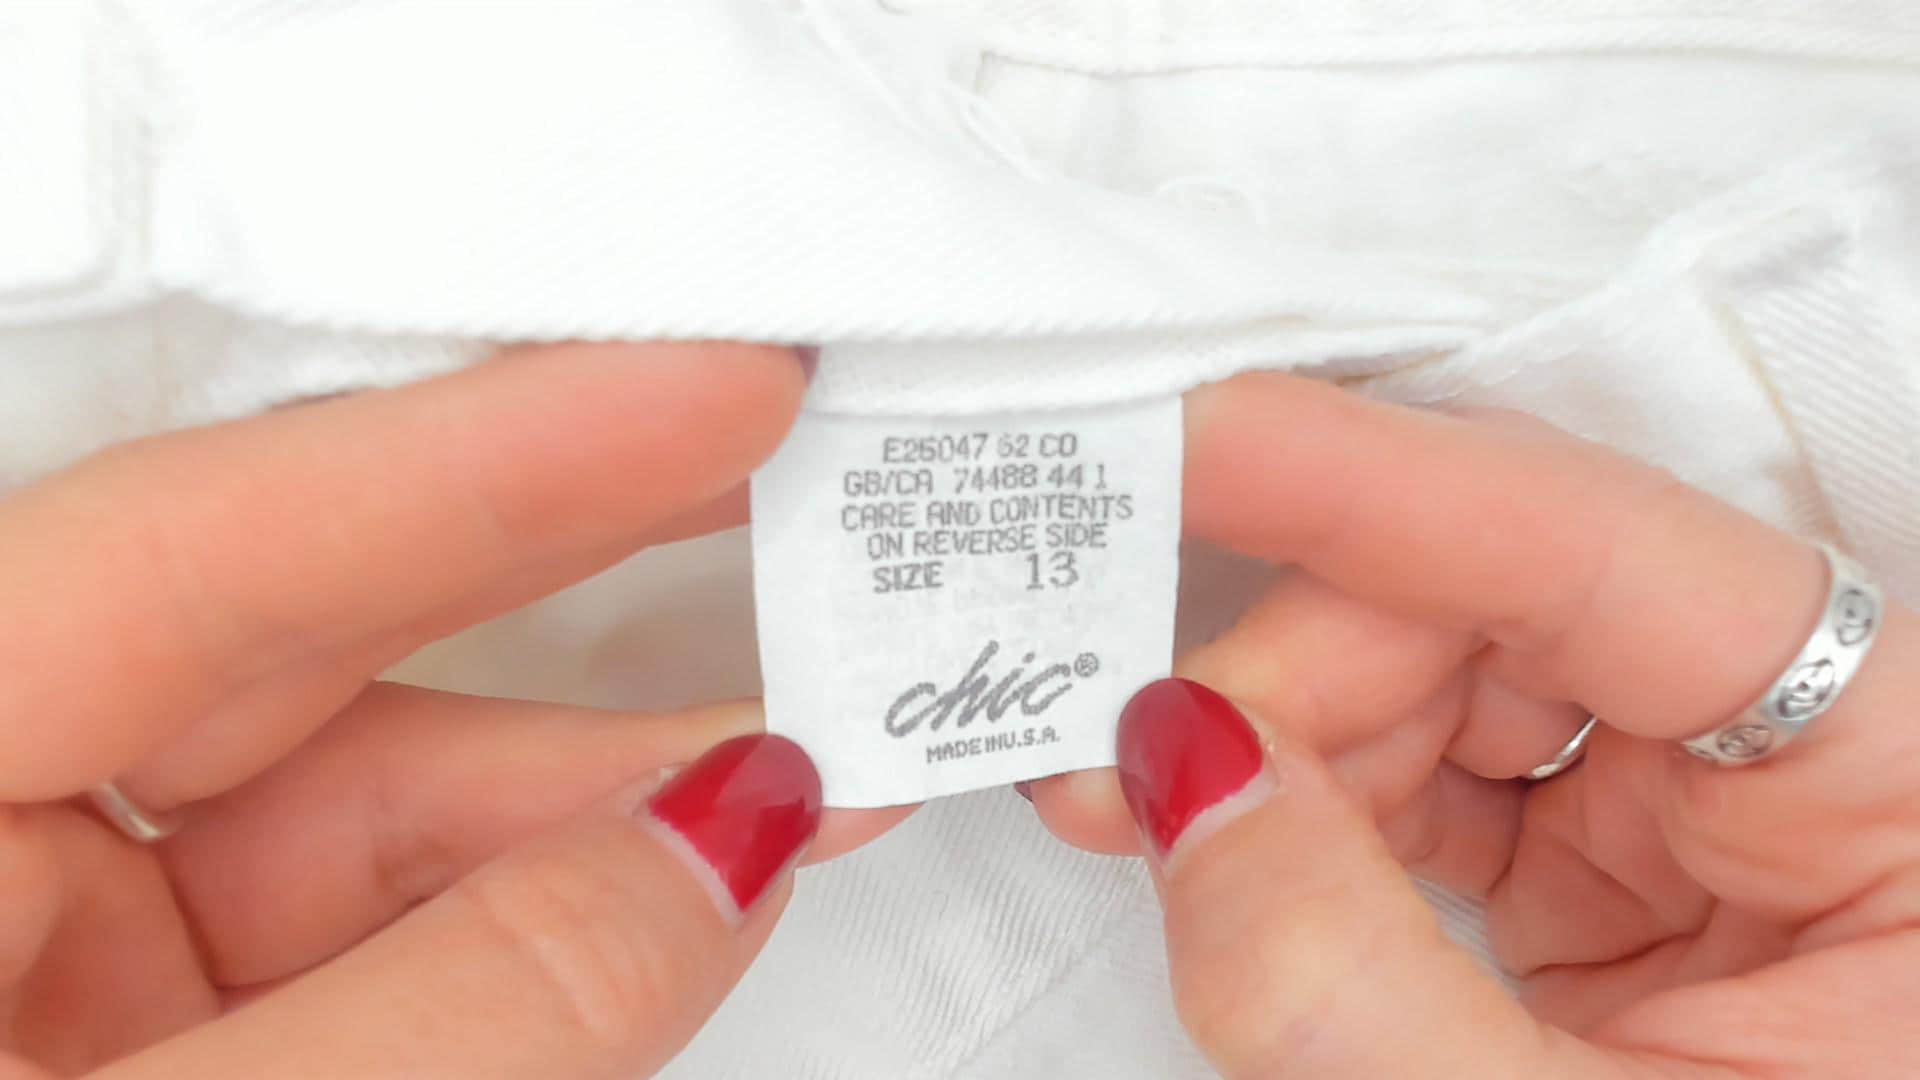 E26047 62 CO
GB/CA 74488 44 1
CARE AND CONTENTS
ON REVERSE SIDE
SIZE 13
chic®
MADE IN U.S.A.